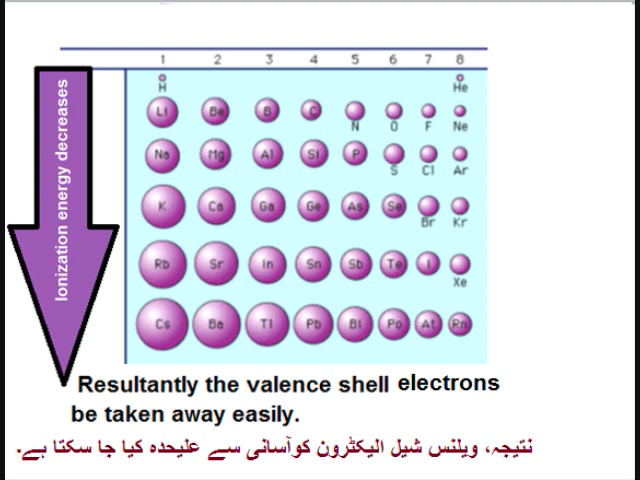 1 2 3 4 5 6 7 8
H He
Li Be B C N O F Ne
Na Mg Al Si P S Cl Ar
K Ca Ga Ge As Se Br Kr
Rb Sr In Sn Sb Te I Xe
Cs Ba Tl Pb Bi Po At Rn
Ionization energy decreases
Resultantly the valence shell electrons
be taken away easily.
نتیجہ، ویلنس شیل الیکٹرون کوآسانی سے علیحدہ کیا جا سکتا ہے۔